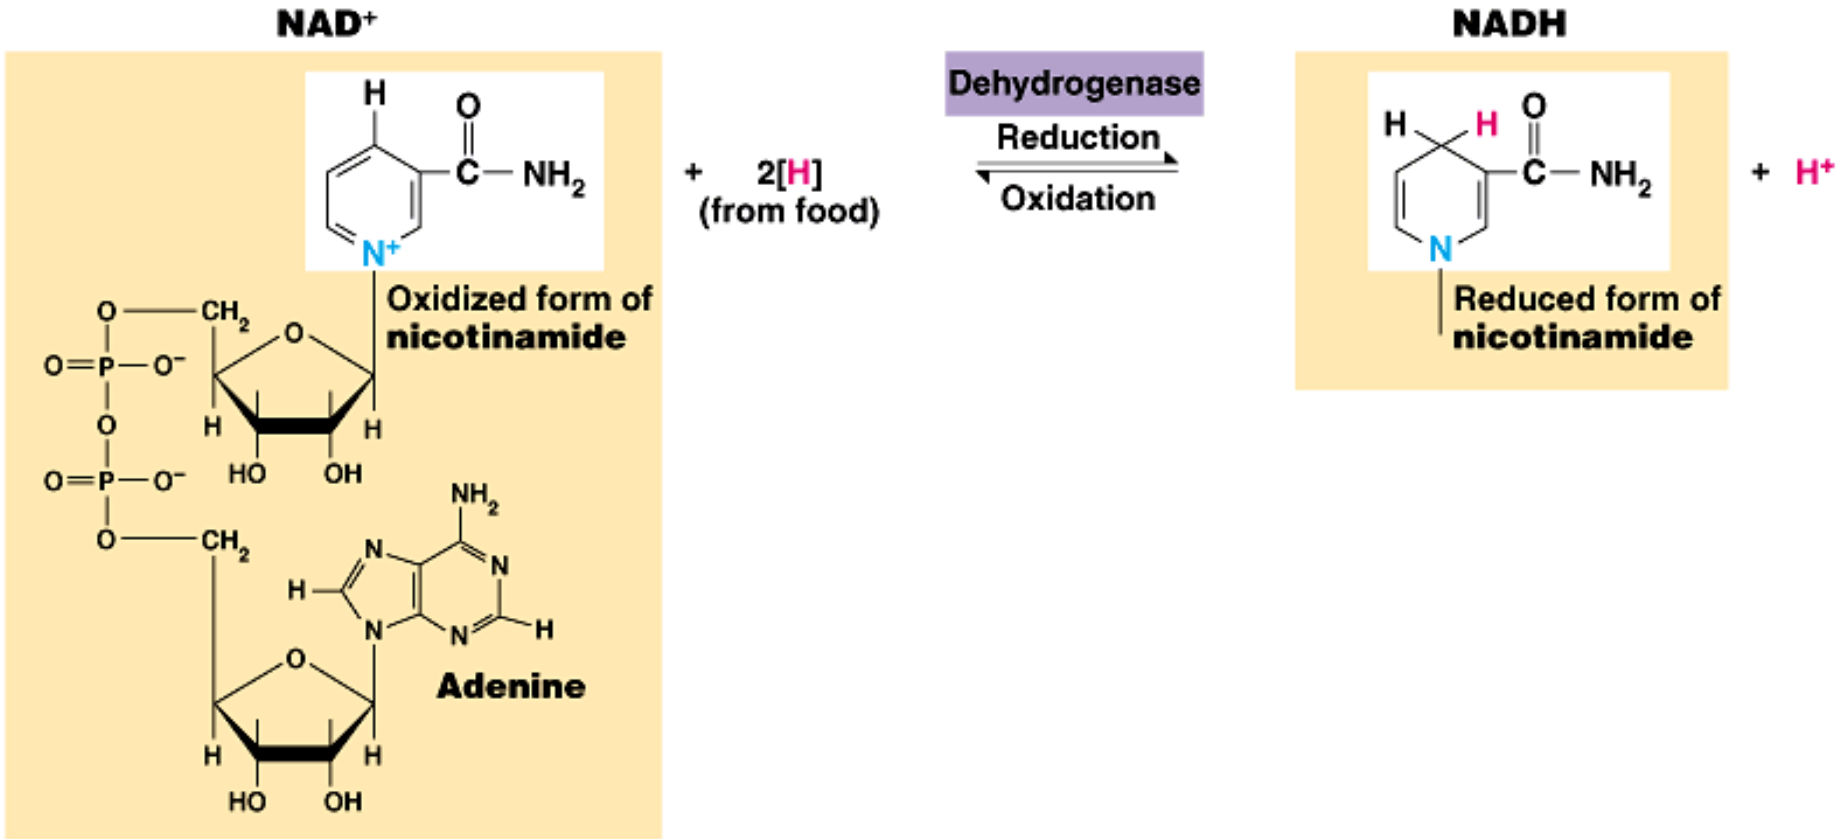 NAD⁺
NADH
Dehydrogenase
Reduction
Oxidation
H
O
C
NH₂
N⁺
+ 2[H]
(from food)
H
H
O
C
NH₂
N
+ H⁺
Oxidized form of
nicotinamide
Reduced form of
nicotinamide
O
CH₂
O
O=P—O⁻
H
H
O
HO
OH
O=P—O⁻
O
CH₂
NH₂
N
N
H
N
N
H
Adenine
O
H
H
HO
OH